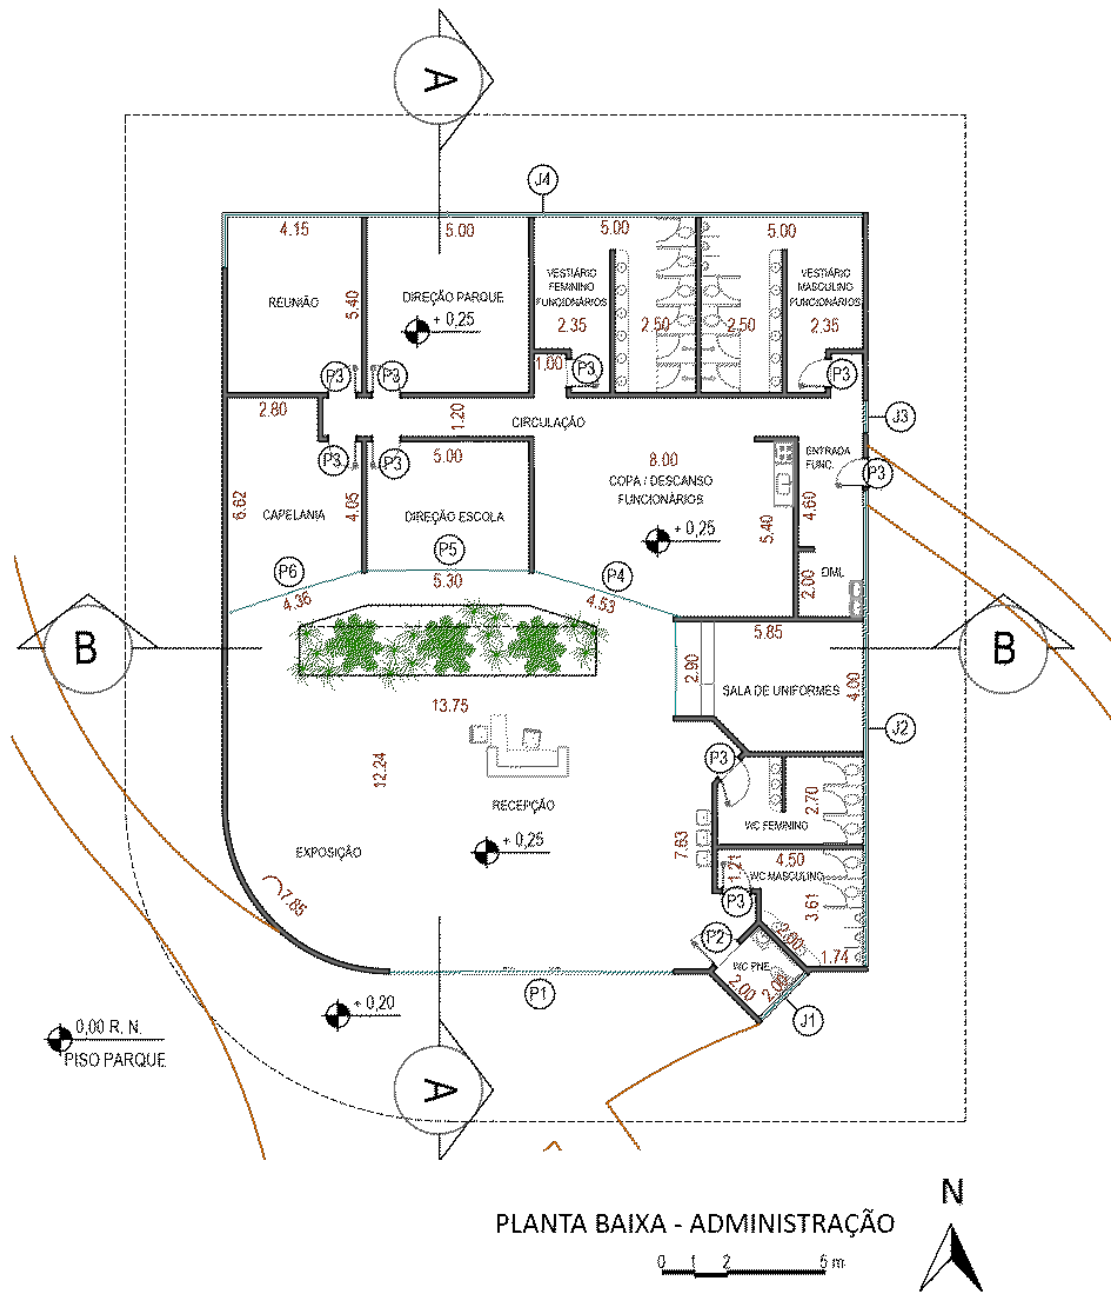 A
J4
4.15
5.00
5.00
5.00
REUNIÃO
5.40
DIREÇÃO PARQUE
+ 0,25
VESTIÁRIO
FEMININO
FUNCIONÁRIOS
2.35
2.50
2.50
VESTIÁRIO
MASCULINO
FUNCIONÁRIOS
2.35
1.00
P3
P3
P3
P3
2.80
1.20
CIRCULAÇÃO
J3
P3
P3
5.00
8.00
COPA / DESCANSO
FUNCIONÁRIOS
ENTRADA
FUNC.
P3
6.62
CAPELANIA
4.05
DIREÇÃO ESCOLA
+ 0,25
5.40
4.60
P6
4.36
P5
5.30
P4
4.53
2.00
DML
B
B
5.85
2.90
SALA DE UNIFORMES
4.00
13.75
J2
12.24
P3
RECEPÇÃO
+ 0,25
EXPOSIÇÃO
2.70
WC FEMININO
7.63
1.21
4.50
WC MASCULINO
3.61
7.85
P3
P2
2.00
1.74
WC PNE
2.00
2.00
P1
J1
+ 0,20
0,00 R. N.
PISO PARQUE
A
N
PLANTA BAIXA - ADMINISTRAÇÃO
0 1 2 5 m